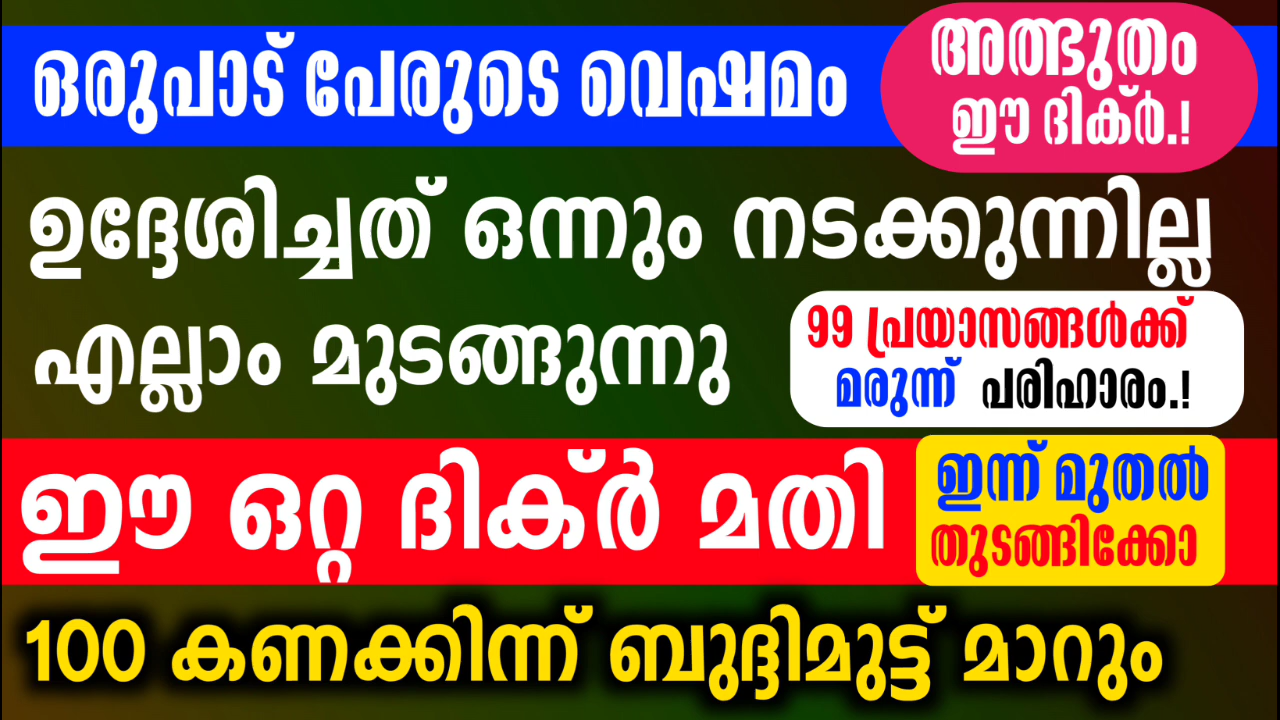 ഒരുപാട് പേരുടെ വെഷമം
അത്ഭുതം
ഈ ദിക്ർ.!
ഉദ്ദേശിച്ചത് ഒന്നും നടക്കുന്നില്ല
എല്ലാം മുടങ്ങുന്നു
99 പ്രയാസങ്ങൾക്ക്
മരുന്ന് പരിഹാരം.!
ഈ ഒറ്റ ദിക്ർ മതി
ഇന്ന് മുതൽ
തുടങ്ങിക്കോ
100 കണക്കിന്ന് ബുദ്ദിമുട്ട് മാറും